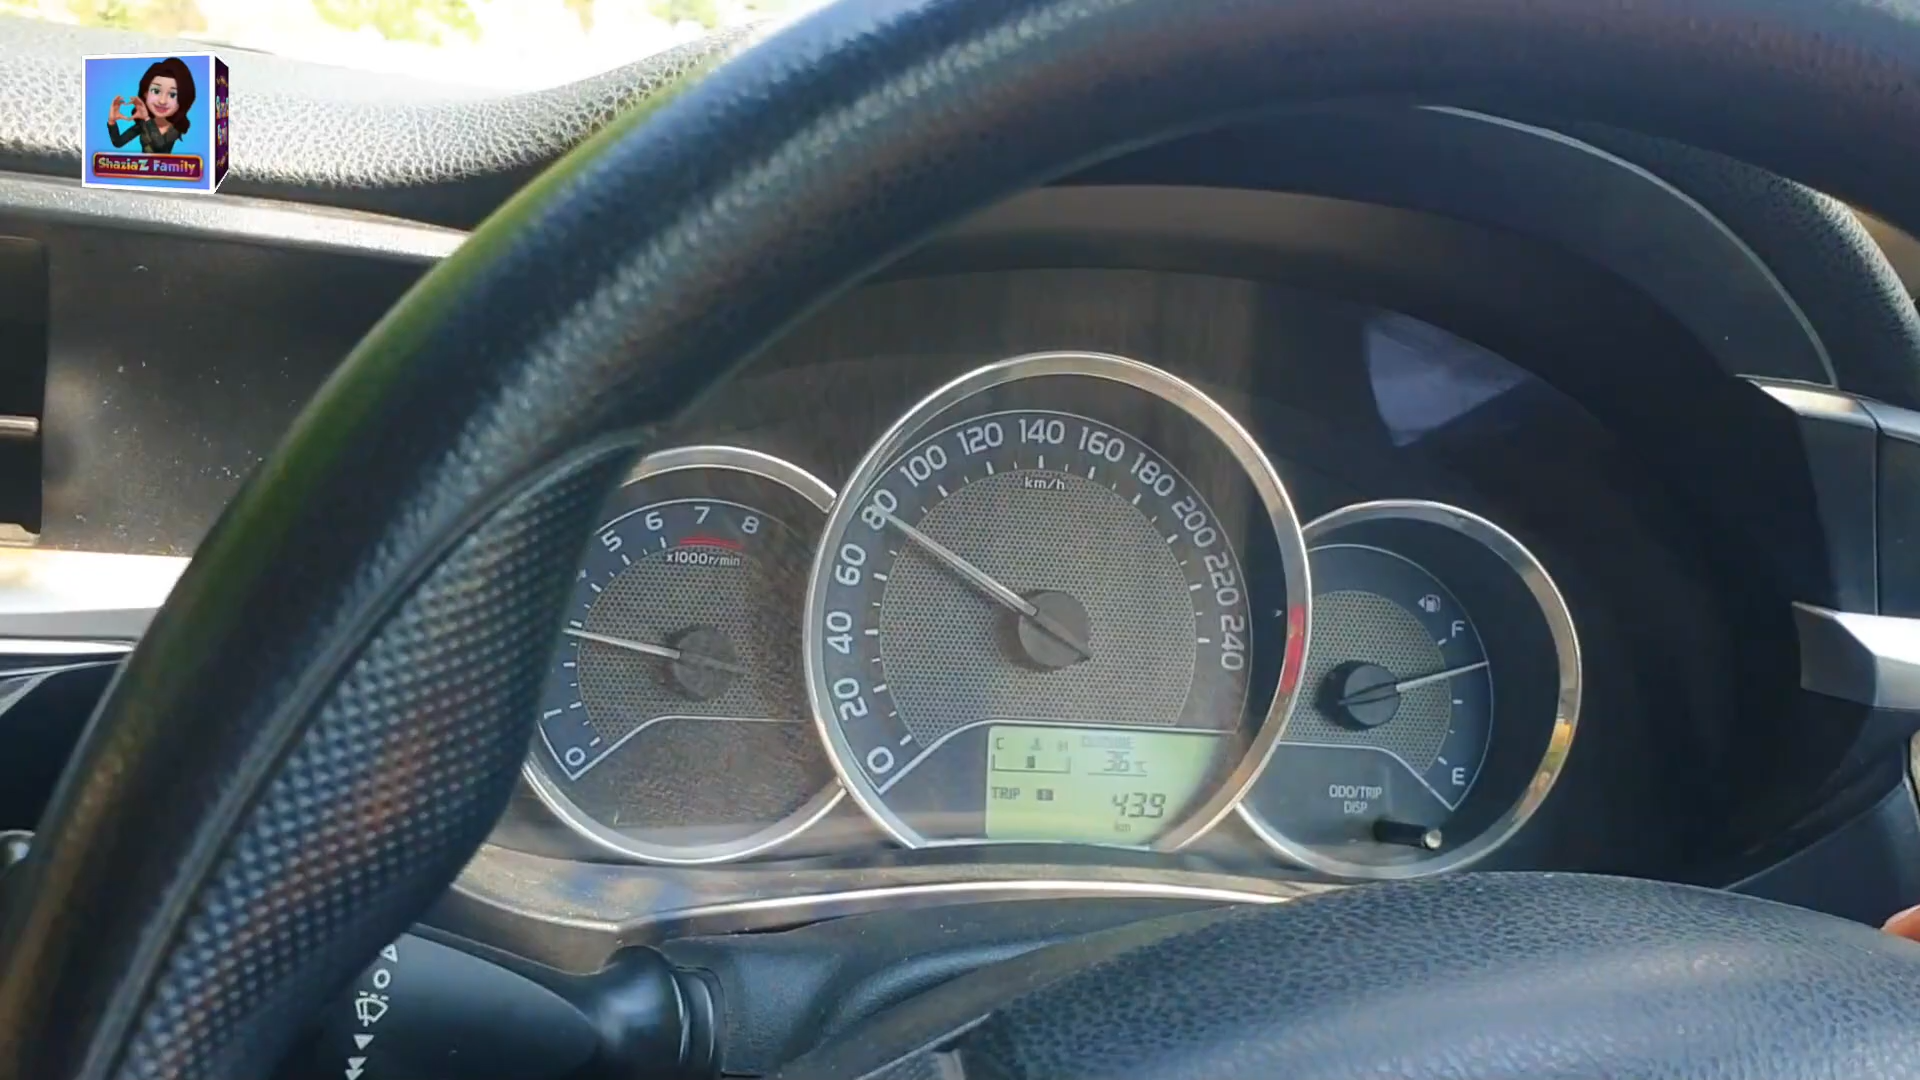 ShaziaZ Family
0
1
5
6
7
8
x1000r/min
0
20
40
60
80
100
120
140
160
180
200
220
240
km/h
C H
OUTSIDE
36°C
TRIP
439
km
F
E
ODO/TRIP
DISP